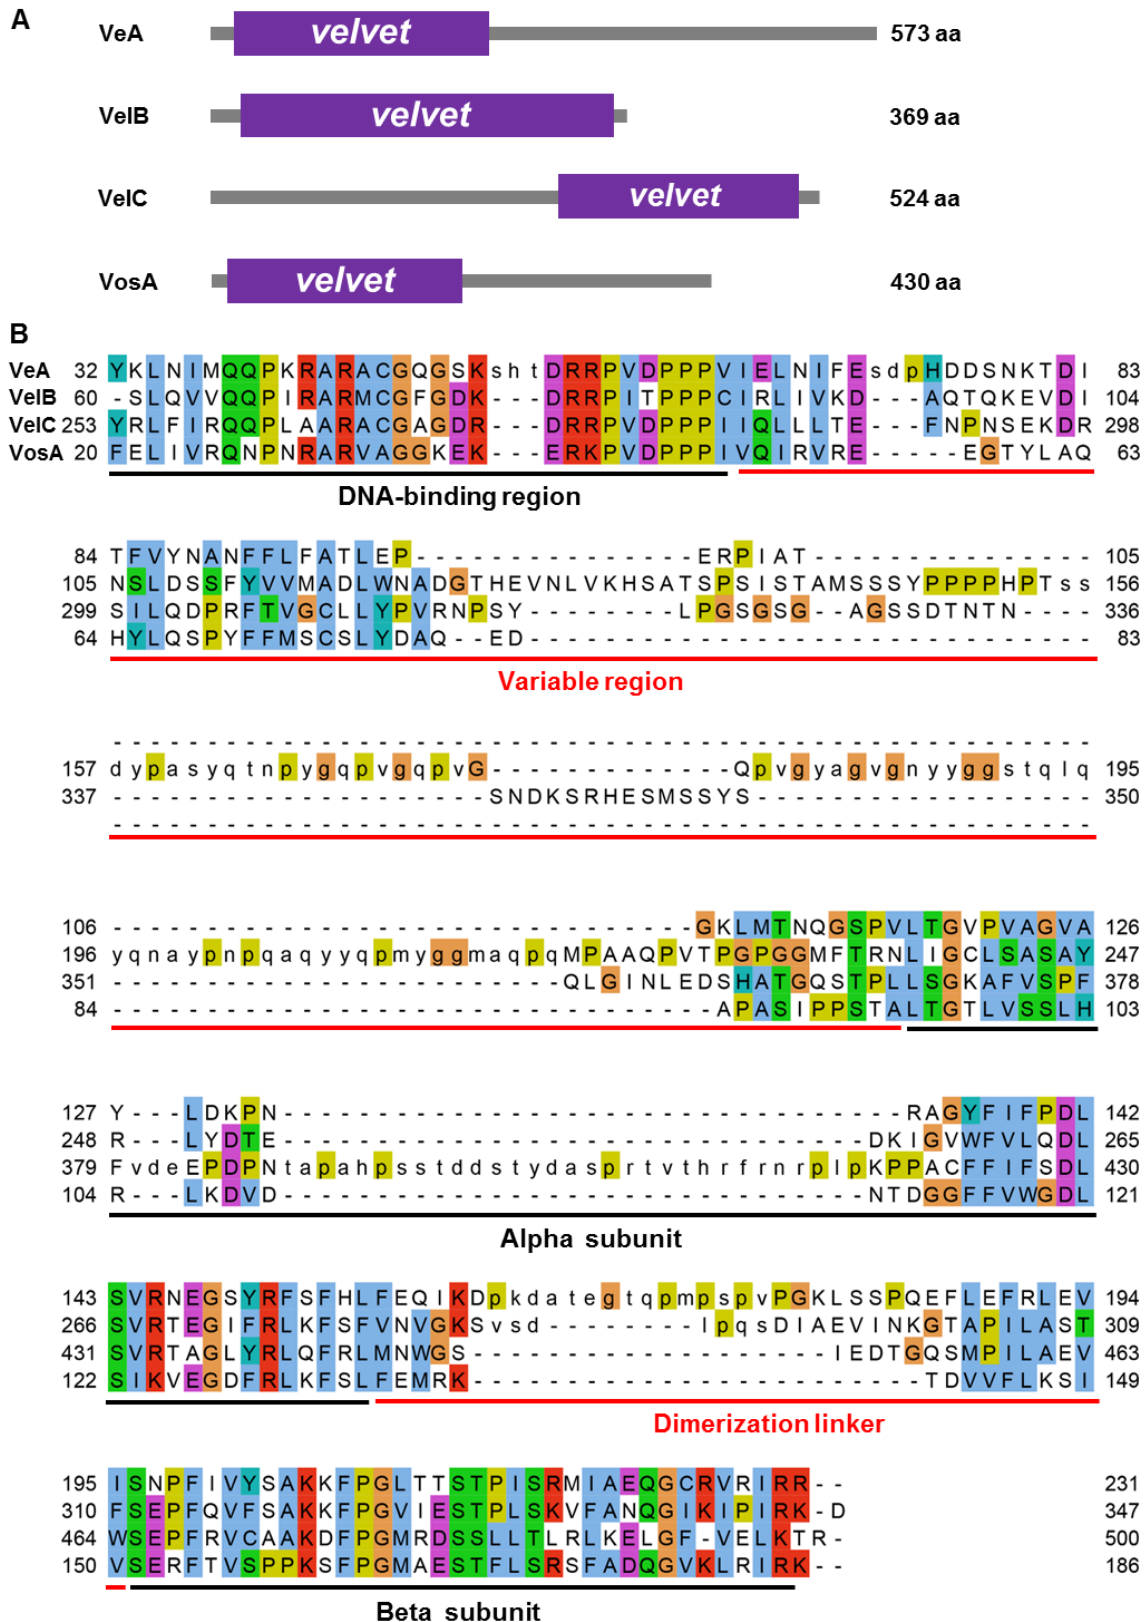 A
VeA velvet 573 aa
VelB velvet 369 aa
VelC velvet 524 aa
VosA velvet 430 aa
B
VeA 32 YKLNIMQQPKRARACGQGSKshtDRRPVDPPPVIELNIFEsdpHDDSNKTDI 83
VelB 60 -SLQVVQQPIRARMCGFGDK---DRRPITPPPCIRLIVKD---AQTQKEVDI 104
VelC 253 YRLFIRQQPLAARACGAGDR---DRRPVDPPPIIQLLLTE---FNPNSEKDR 298
VosA 20 FELIVRQNPNRARVAGGKEK---ERKPVDPPPIVQIRVRE-----EGTYLAQ 63
DNA-binding region
84 TFVYNANFFLFATLEP---------------ERPIAT--------------- 105
105 NSLDSSFYVVMADLWNADGTHEVNLVKHSATSPSISTAMSSSYPPPPHPTss 156
299 SILQDPRFTVGCLLYPVRNPSY--------LPGSGSG--AGSSDTNTN---- 336
64 HYLQSPYFFMSCSLYDAQ--ED------------------------------ 83
Variable region
----------------------------------------------------
157 dypasyqtnpygqpvgqpvG-------------Qpvgyagvgnyyggstqlq 195
337 --------------------SNDKSRHESMSSYS------------------ 350
----------------------------------------------------
106 -------------------------------GKLMTNQGSPVLTGVPVAGVA 126
196 yqnaypnpqaqyyqpmyggmaqpqMPAAQPVTPGPGGMFTRNLIGCLSASAY 247
351 ------------------------QLGINLEDSHATGQSTPLLSGKAFVSPF 378
84 --------------------------------APASIPPSTALTGTLVSSLH 103
127 Y---LDKPN---------------------------------RAGYFIFPDL 142
248 R---LYDTE-------------------------------DKIGVWFVLQDL 265
379 FvdeEPDPNtapahpsstddstydasprtvthrfrnrplpKPPACFFIFSDL 430
104 R---LKDVD-------------------------------NTDGGFFVWGDL 121
Alpha subunit
143 SVRNEGSYRFSFHLFEQIKDpkdategtqpmpspvPGKLSSPQEFLEFRLEV 194
266 SVRTEGIFRLKFSFVNVGKSvsd--------lpqsDIAEVINKGTAPILAST 309
431 SVRTAGLYRLQFRLMNWGS-------------------IEDTGQSMPILAEV 463
122 SIKVEGDFRLKFSLFEMRK------------------------TDVVFLKSI 149
Dimerization linker
195 ISNPFIVYSAKKFPGLTTSTPISRMIAEQGCRVRIRR-- 231
310 FSEPFQVFSAKKFPGVIESTPLSKVFANQGIKIPIRK-D 347
464 WSEPFRVCAAKDFPGMRDSSLLTLRLKELGF-VELKTR- 500
150 VSERFTVSPPKSFPGMAESTFLSRSFADQGVKLRIRK-- 186
Beta subunit